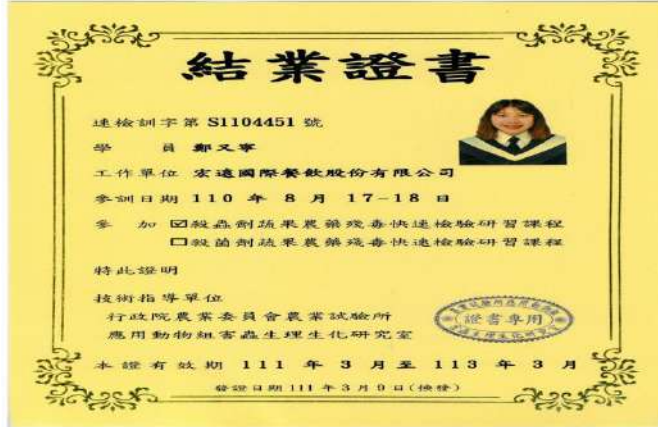 結業證書
速檢訓字第 S1104451 號
學 員 鄭又寧
工作單位 宏遠國際餐飲股份有限公司
參訓日期 110 年 8 月 17-18 日
參 加 ☑殺蟲劑蔬果農藥殘毒快速檢驗研習課程
□殺菌劑蔬果農藥殘毒快速檢驗研習課程
特此證明
技術指導單位
行政院農業委員會農業試驗所
應用動物組害蟲生理生化研究室
證書專用
本證有效期 111 年 3 月至 113 年 3 月
發證日期 111 年 3 月 9 日(換發)